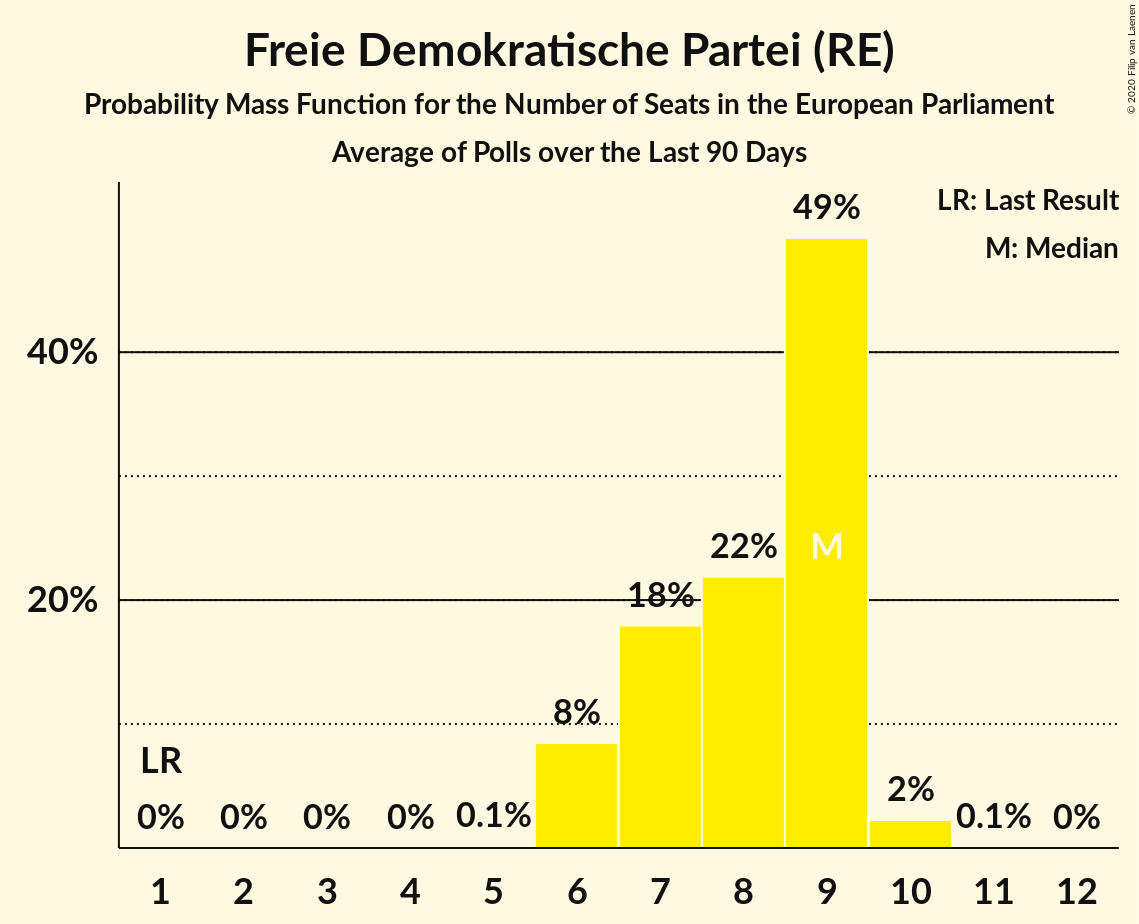 Freie Demokratische Partei (RE)
Probability Mass Function for the Number of Seats in the European Parliament
Average of Polls over the Last 90 Days
© 2020 Filip van Laenen
LR: Last Result
M: Median
49%
40%
22%
M
20%
18%
8%
LR
2%
0% 0% 0% 0% 0.1% 0.1% 0%
1 2 3 4 5 6 7 8 9 10 11 12